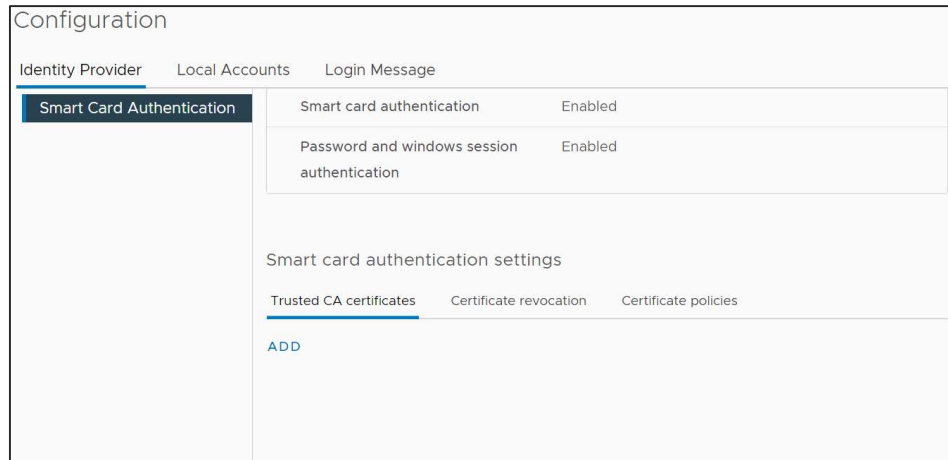 Configuration
Identity Provider Local Accounts Login Message
Smart Card Authentication
Smart card authentication Enabled
Password and windows session Enabled
authentication
Smart card authentication settings
Trusted CA certificates Certificate revocation Certificate policies
ADD